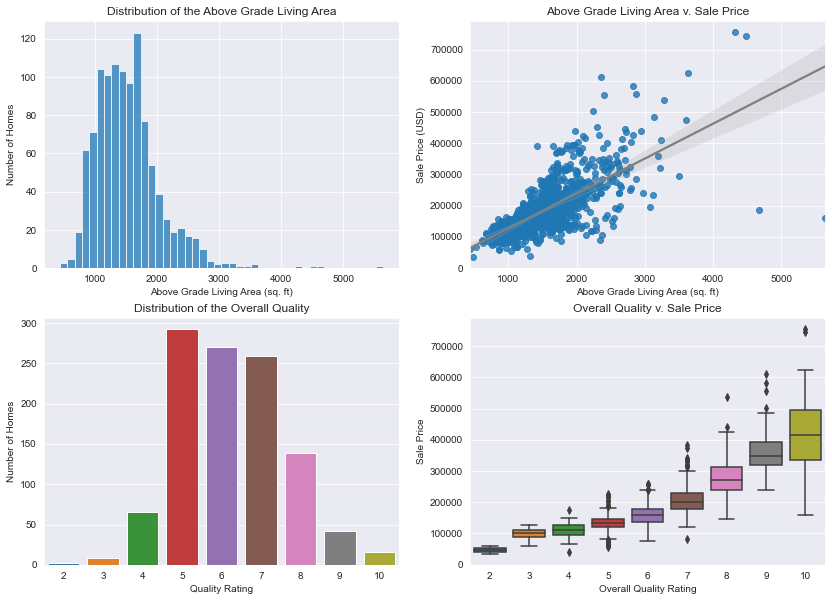 Distribution of the Above Grade Living Area
Number of Homes
120
100
80
60
40
20
0
1000 2000 3000 4000 5000
Above Grade Living Area (sq. ft)
Above Grade Living Area v. Sale Price
Sale Price (USD)
700000
600000
500000
400000
300000
200000
100000
0
1000 2000 3000 4000 5000
Above Grade Living Area (sq. ft)
Distribution of the Overall Quality
Number of Homes
300
250
200
150
100
50
0
2 3 4 5 6 7 8 9 10
Quality Rating
Overall Quality v. Sale Price
Sale Price
700000
600000
500000
400000
300000
200000
100000
0
2 3 4 5 6 7 8 9 10
Overall Quality Rating